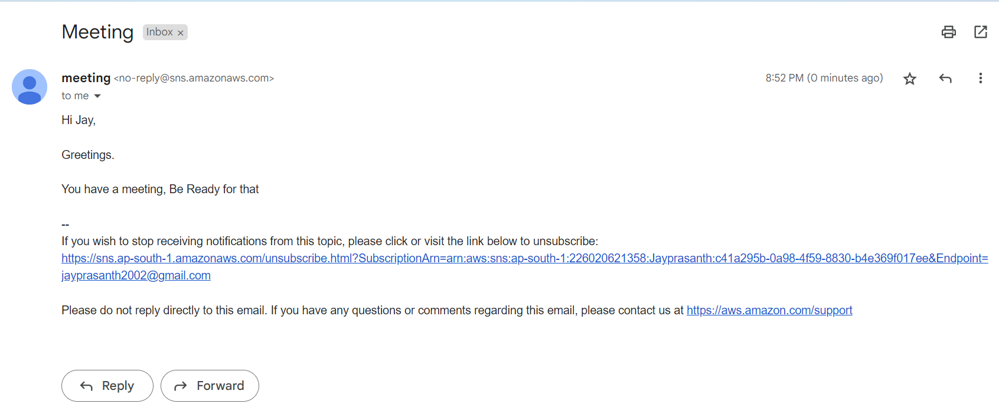 Meeting Inbox ×
meeting <no-reply@sns.amazonaws.com> 8:52 PM (0 minutes ago)
to me
Hi Jay,
Greetings.
You have a meeting, Be Ready for that
--
If you wish to stop receiving notifications from this topic, please click or visit the link below to unsubscribe:
https://sns.ap-south-1.amazonaws.com/unsubscribe.html?SubscriptionArn=arn:aws:sns:ap-south-1:226020621358:Jayprasanth:c41a295b-0a98-4f59-8830-b4e369f017ee&Endpoint=
jayprasanth2002@gmail.com
Please do not reply directly to this email. If you have any questions or comments regarding this email, please contact us at https://aws.amazon.com/support
Reply Forward